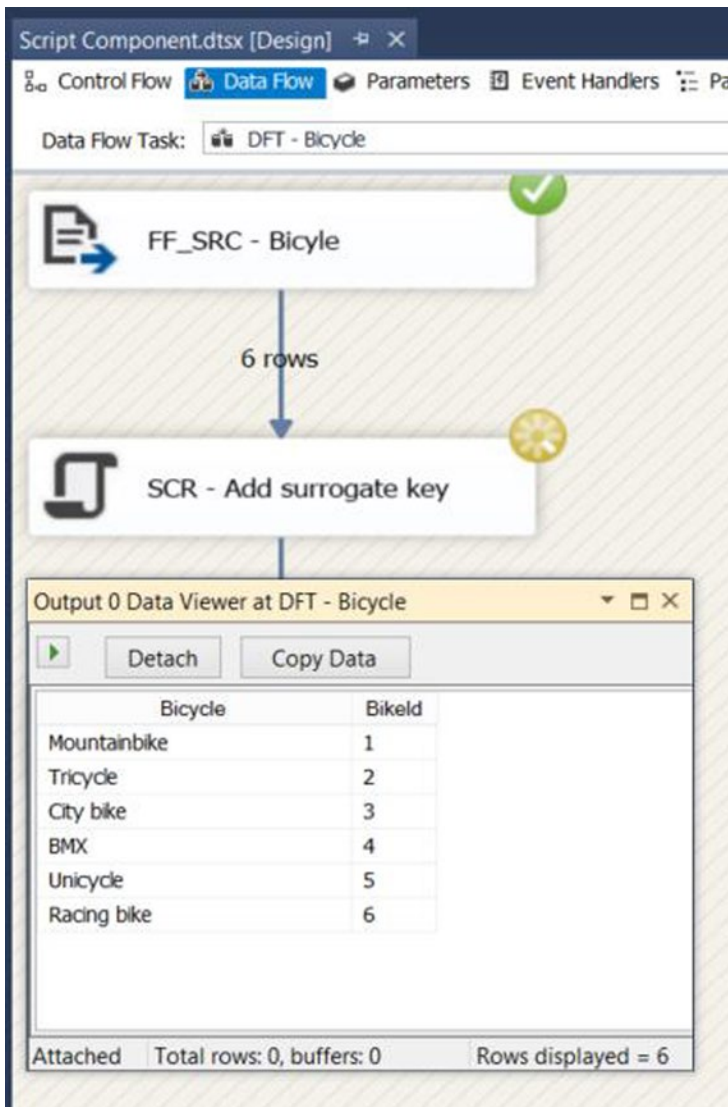 Script Component.dtsx [Design]
Control Flow Data Flow Parameters Event Handlers Pa
Data Flow Task: DFT - Bicycle
FF_SRC - Bicyle
6 rows
SCR - Add surrogate key
Output 0 Data Viewer at DFT - Bicycle
Detach Copy Data
Bicycle BikeId
Mountainbike 1
Tricycle 2
City bike 3
BMX 4
Unicycle 5
Racing bike 6
Attached Total rows: 0, buffers: 0 Rows displayed = 6